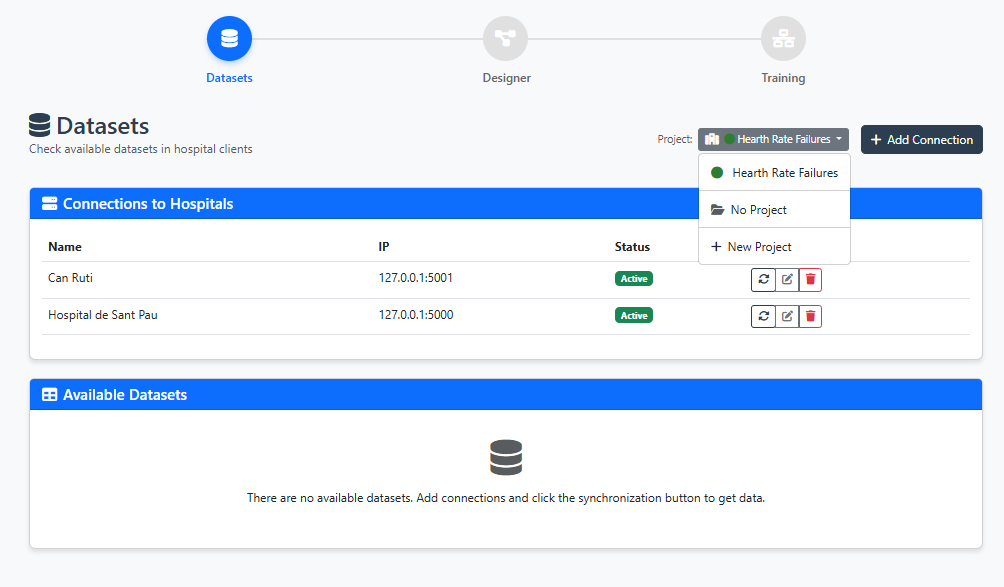 Datasets
Designer
Training
Datasets
Check available datasets in hospital clients
Project:
Hearth Rate Failures
Add Connection
Hearth Rate Failures
No Project
New Project
Connections to Hospitals
Name IP Status
Can Ruti 127.0.0.1:5001 Active
Hospital de Sant Pau 127.0.0.1:5000 Active
Available Datasets
There are no available datasets. Add connections and click the synchronization button to get data.